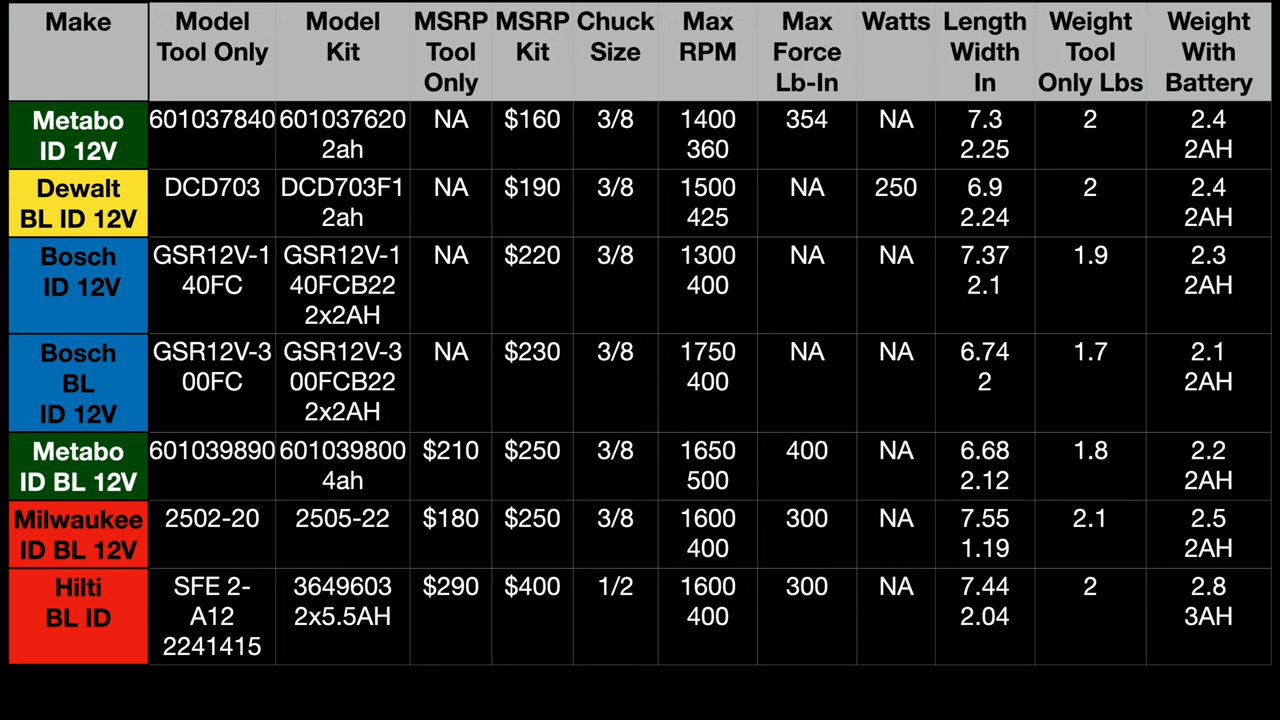 Make Model Tool Only Model Kit MSRP Tool Only MSRP Kit Chuck Size Max RPM Max Force Lb-In Watts Length Width In Weight Tool Only Lbs Weight With Battery
Metabo ID 12V 601037840 601037620 2ah NA $160 3/8 1400 360 354 NA 7.3 2.25 2 2.4 2AH
Dewalt BL ID 12V DCD703 DCD703F1 2ah NA $190 3/8 1500 425 NA 250 6.9 2.24 2 2.4 2AH
Bosch ID 12V GSR12V-140FC GSR12V-140FCB22 2x2AH NA $220 3/8 1300 400 NA NA 7.37 2.1 1.9 2.3 2AH
Bosch BL ID 12V GSR12V-300FC GSR12V-300FCB22 2x2AH NA $230 3/8 1750 400 NA NA 6.74 2 1.7 2.1 2AH
Metabo ID BL 12V 601039890 601039800 4ah $210 $250 3/8 1650 500 400 NA 6.68 2.12 1.8 2.2 2AH
Milwaukee ID BL 12V 2502-20 2505-22 $180 $250 3/8 1600 400 300 NA 7.55 1.19 2.1 2.5 2AH
Hilti BL ID SFE 2-A12 2241415 3649603 2x5.5AH $290 $400 1/2 1600 400 300 NA 7.44 2.04 2 2.8 3AH